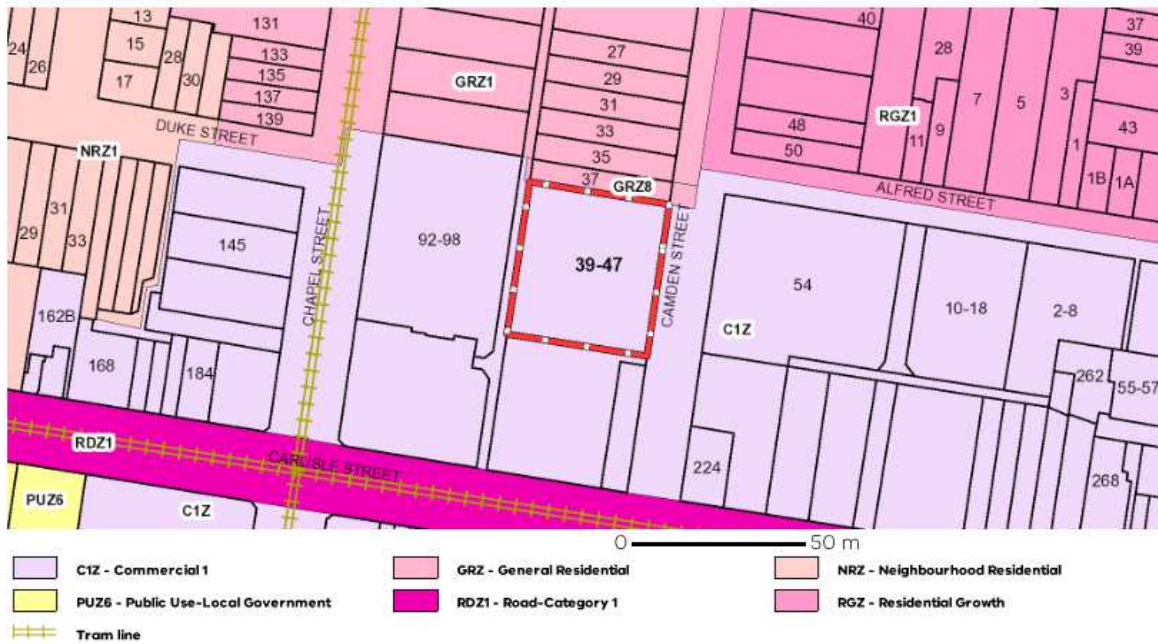 13
131
40
37
24
26
15
28
30
133
27
28
39
17
135
29
7
5
3
137
GRZ1
31
139
33
48
RGZ1
11
9
1
43
DUKE STREET
35
50
1B
1A
NRZ1
37
GRZ8
ALFRED STREET
31
29
33
145
92-98
39-47
CHAPEL STREET
CAMDEN STREET
54
10-18
2-8
C1Z
162B
168
184
262
55-57
RDZ1
CARLISLE STREET
224
268
PUZ6
C1Z
0 50 m
C1Z - Commercial 1
GRZ - General Residential
NRZ - Neighbourhood Residential
PUZ6 - Public Use-Local Government
RDZ1 - Road-Category 1
RGZ - Residential Growth
Tram line